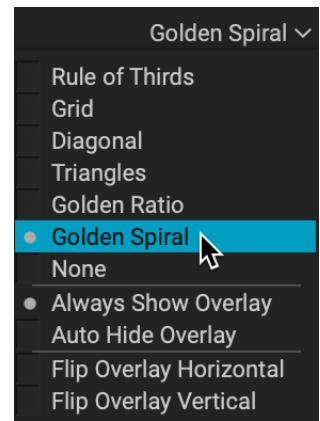 Golden Spiral
Rule of Thirds
Grid
Diagonal
Triangles
Golden Ratio
Golden Spiral
None
Always Show Overlay
Auto Hide Overlay
Flip Overlay Horizontal
Flip Overlay Vertical